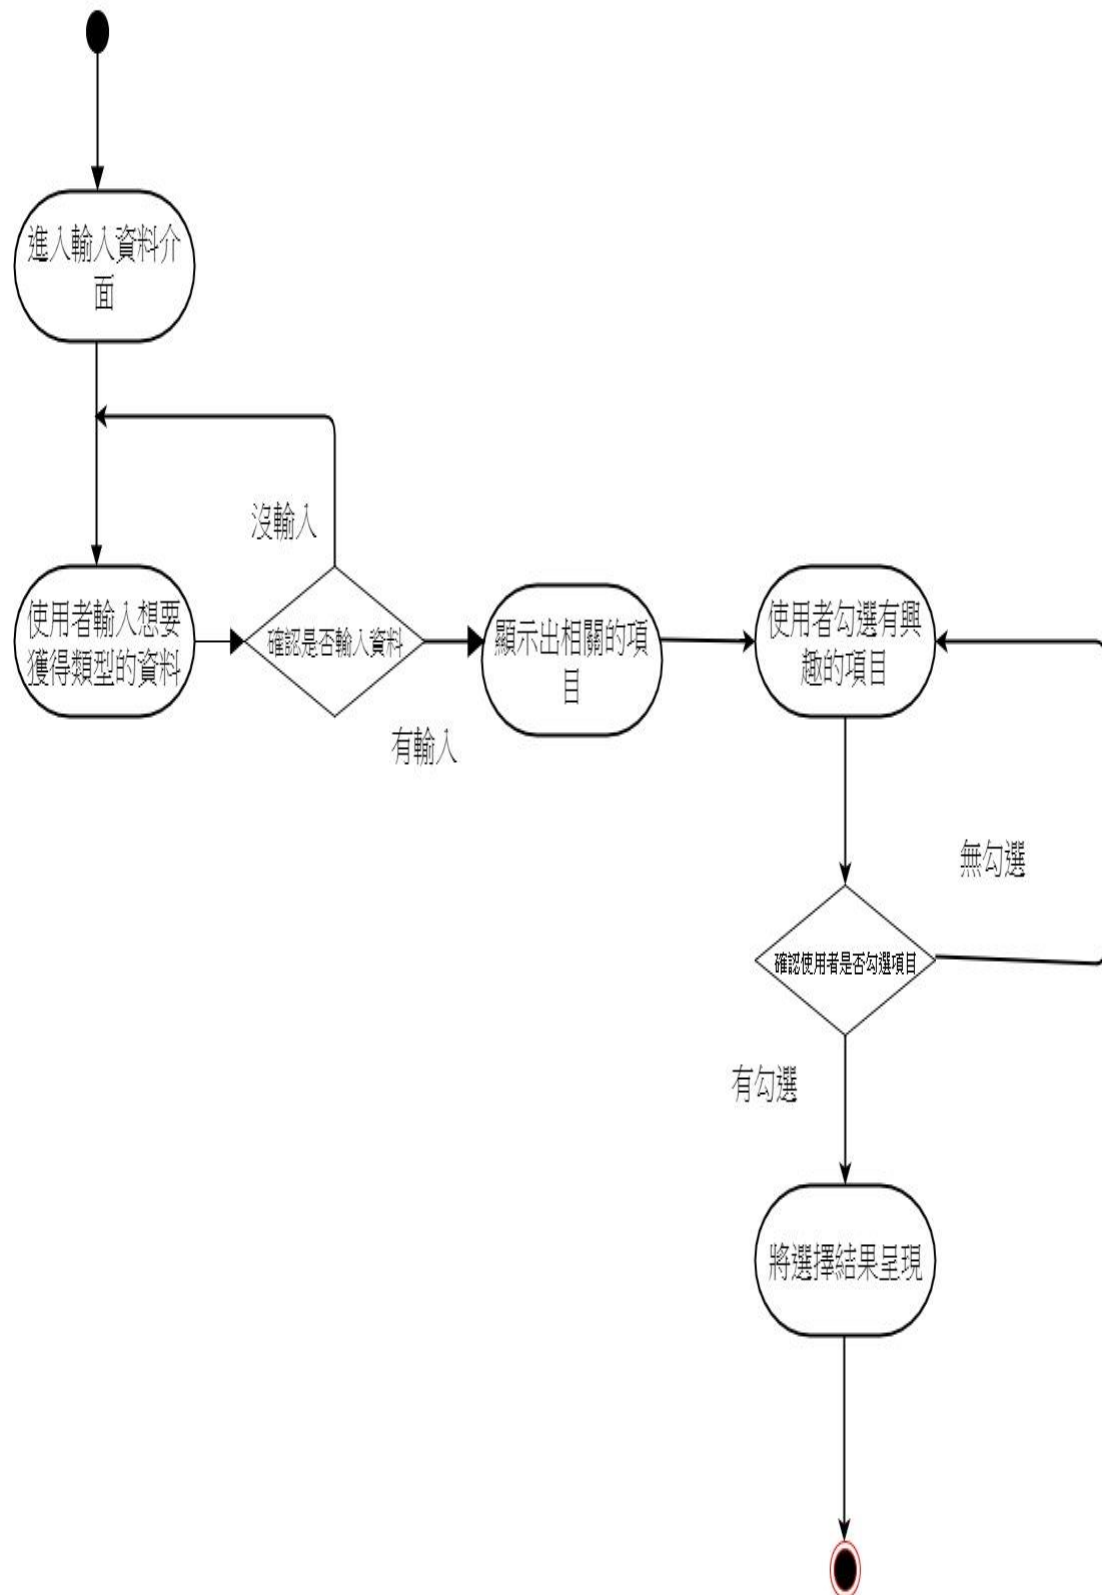 進入輸入資料介
面
沒輸入
使用者輸入想要
獲得類型的資料
確認是否輸入資料
有輸入
顯示出相關的項
目
使用者勾選有興
趣的項目
無勾選
確認使用者是否勾選項目
有勾選
將選擇結果呈現